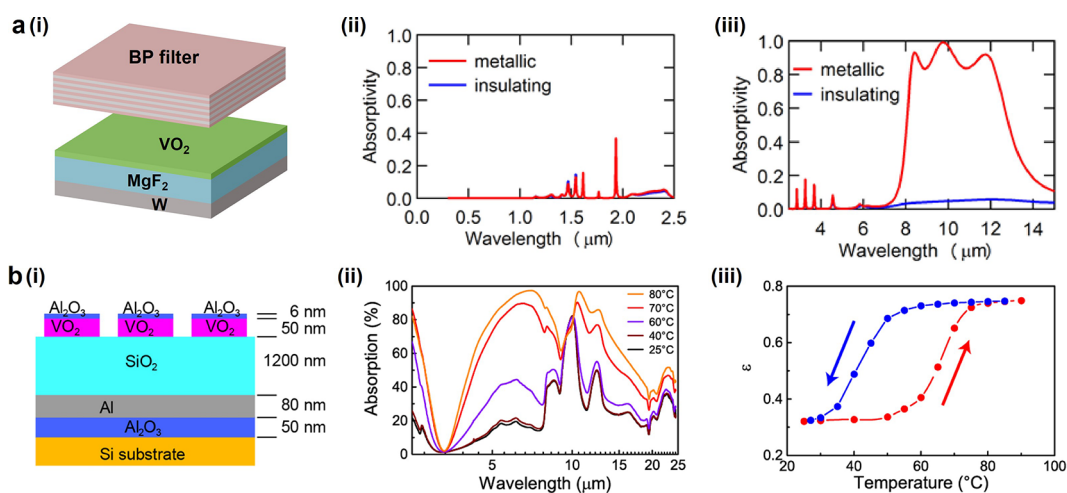 a (i)
BP filter
VO₂
MgF₂
W
(ii)
Absorptivity
1.0
0.8
0.6
0.4
0.2
0.0
metallic
insulating
0.0 0.5 1.0 1.5 2.0 2.5
Wavelength ( μm)
(iii)
Absorptivity
1.0
0.8
0.6
0.4
0.2
0.0
metallic
insulating
4 6 8 10 12 14
Wavelength ( μm)
b (i)
Al₂O₃ Al₂O₃ Al₂O₃ 6 nm
VO₂ VO₂ VO₂ 50 nm
SiO₂ 1200 nm
Al 80 nm
Al₂O₃ 50 nm
Si substrate
(ii)
Absorption (%)
100
80
60
40
20
0
80°C
70°C
60°C
40°C
25°C
5 10 15 20 25
Wavelength (μm)
(iii)
ε
0.8
0.6
0.4
0.2
20 40 60 80 100
Temperature (°C)